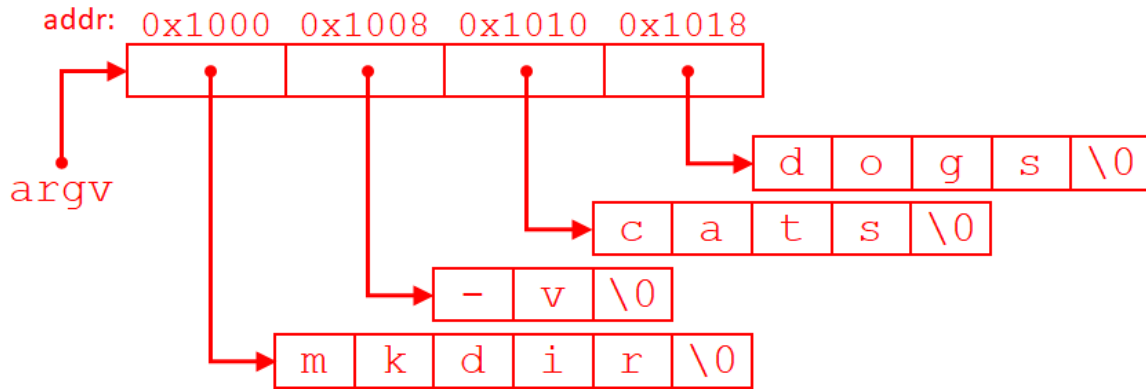 addr: 0x1000 0x1008 0x1010 0x1018
d o g s \0
argv
c a t s \0
- v \0
m k d i r \0